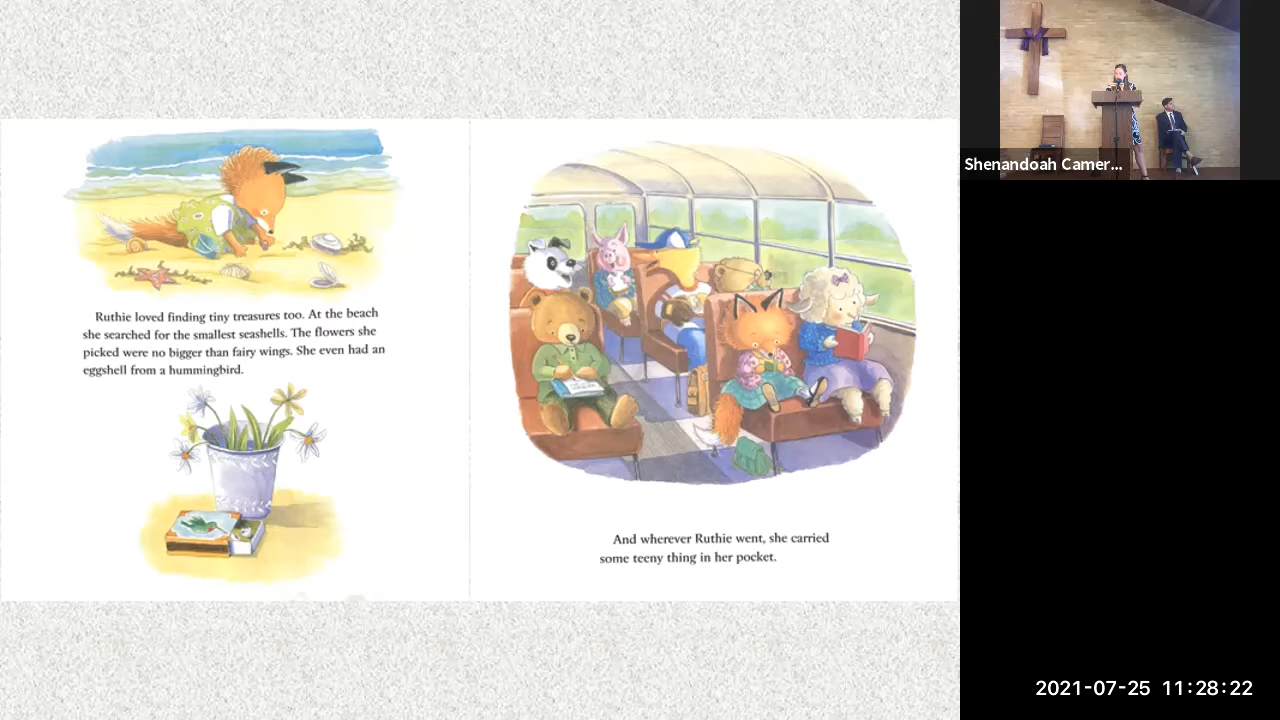 Ruthie loved finding tiny treasures too. At the beach
she searched for the smallest seashells. The flowers she
picked were no bigger than fairy wings. She even had an
eggshell from a hummingbird.
And wherever Ruthie went, she carried
some teeny thing in her pocket.
Shenandoah Camer...
2021-07-25 11:28:22